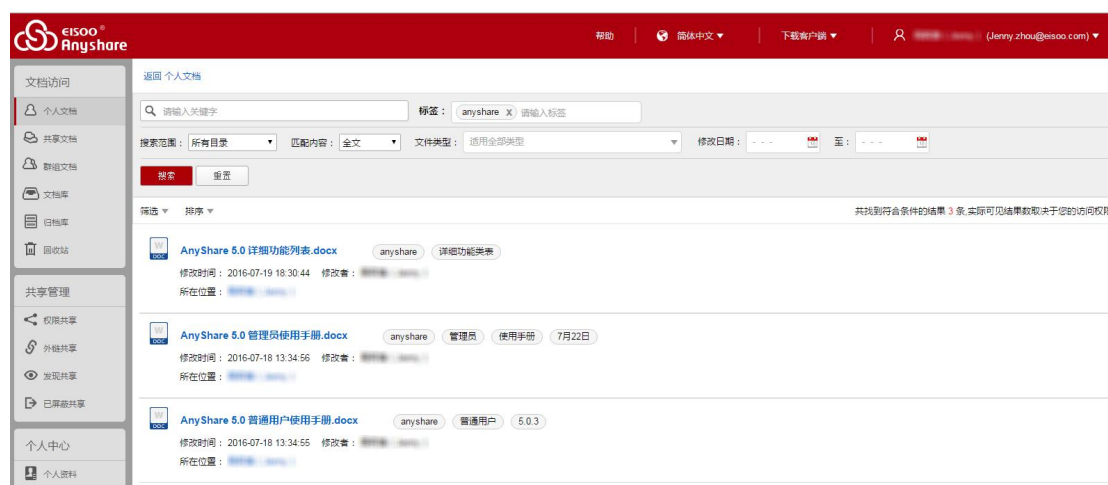 EISOO®
Anyshare
帮助 简体中文 下载客户端 (Jenny.zhou@eisoo.com)
文档访问
个人文档
共享文档
群组文档
文档库
归档库
回收站
共享管理
权限共享
外链共享
发现共享
已屏蔽共享
个人中心
个人资料
返回 个人文档
请输入关键字 标签： anyshare X 请输入标签
搜索范围： 所有目录 匹配内容： 全文 文件类型： 适用全部类型 修改日期： - - - 至： - - -
搜索 重置
筛选 排序 共找到符合条件的结果 3 条,实际可见结果数取决于您的访问权限
W DOC AnyShare 5.0 详细功能列表.docx anyshare 详细功能类表
修改时间： 2016-07-19 18:30:44 修改者：
所在位置：
W DOC AnyShare 5.0 管理员使用手册.docx anyshare 管理员 使用手册 7月22日
修改时间： 2016-07-18 13:34:56 修改者：
所在位置：
W DOC AnyShare 5.0 普通用户使用手册.docx anyshare 普通用户 5.0.3
修改时间： 2016-07-18 13:34:55 修改者：
所在位置：